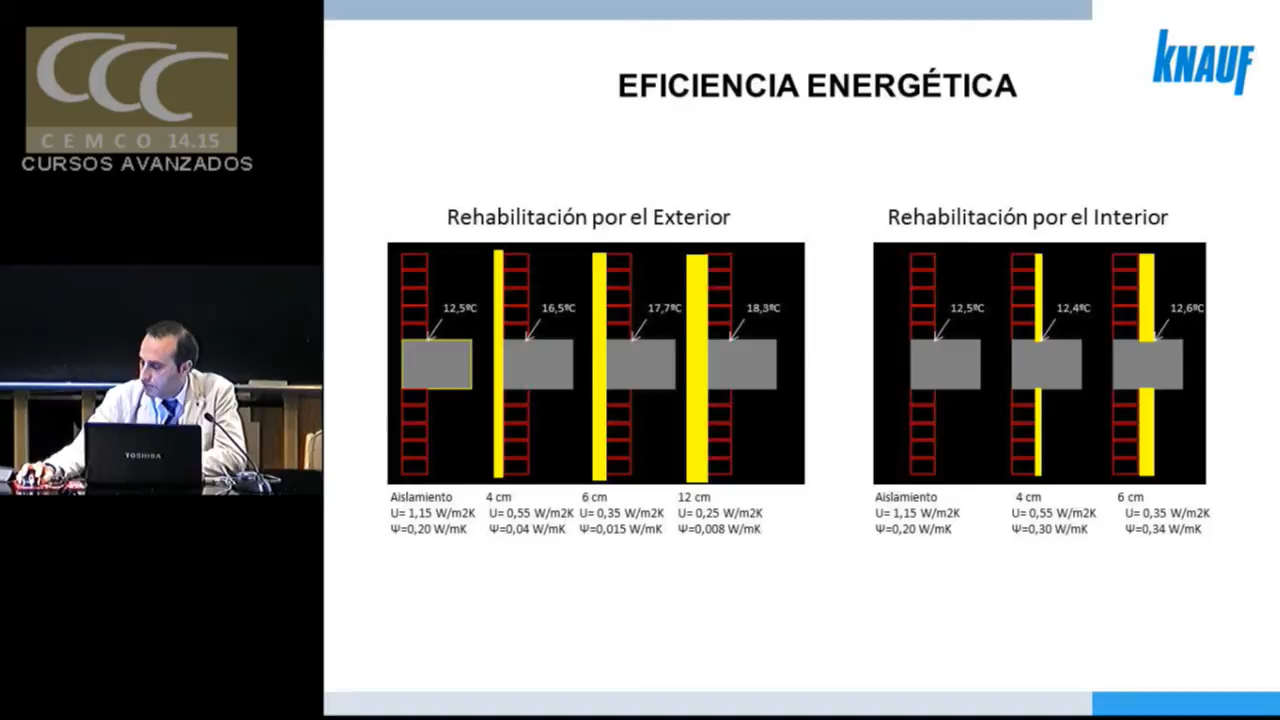 CCC
CEMCO 14.15
CURSOS AVANZADOS
KNAUF
EFICIENCIA ENERGÉTICA
Rehabilitación por el Exterior
12,5ºC
16,5ºC
17,7ºC
18,3ºC
Aislamiento 4 cm 6 cm 12 cm
U= 1,15 W/m2K U= 0,55 W/m2K U= 0,35 W/m2K U= 0,25 W/m2K
Ψ=0,20 W/mK Ψ=0,04 W/mK Ψ=0,015 W/mK Ψ=0,008 W/mK
Rehabilitación por el Interior
12,5ºC
12,4ºC
12,6ºC
Aislamiento 4 cm 6 cm
U= 1,15 W/m2K U= 0,55 W/m2K U= 0,35 W/m2K
Ψ=0,20 W/mK Ψ=0,30 W/mK Ψ=0,34 W/mK
TOSHIBA